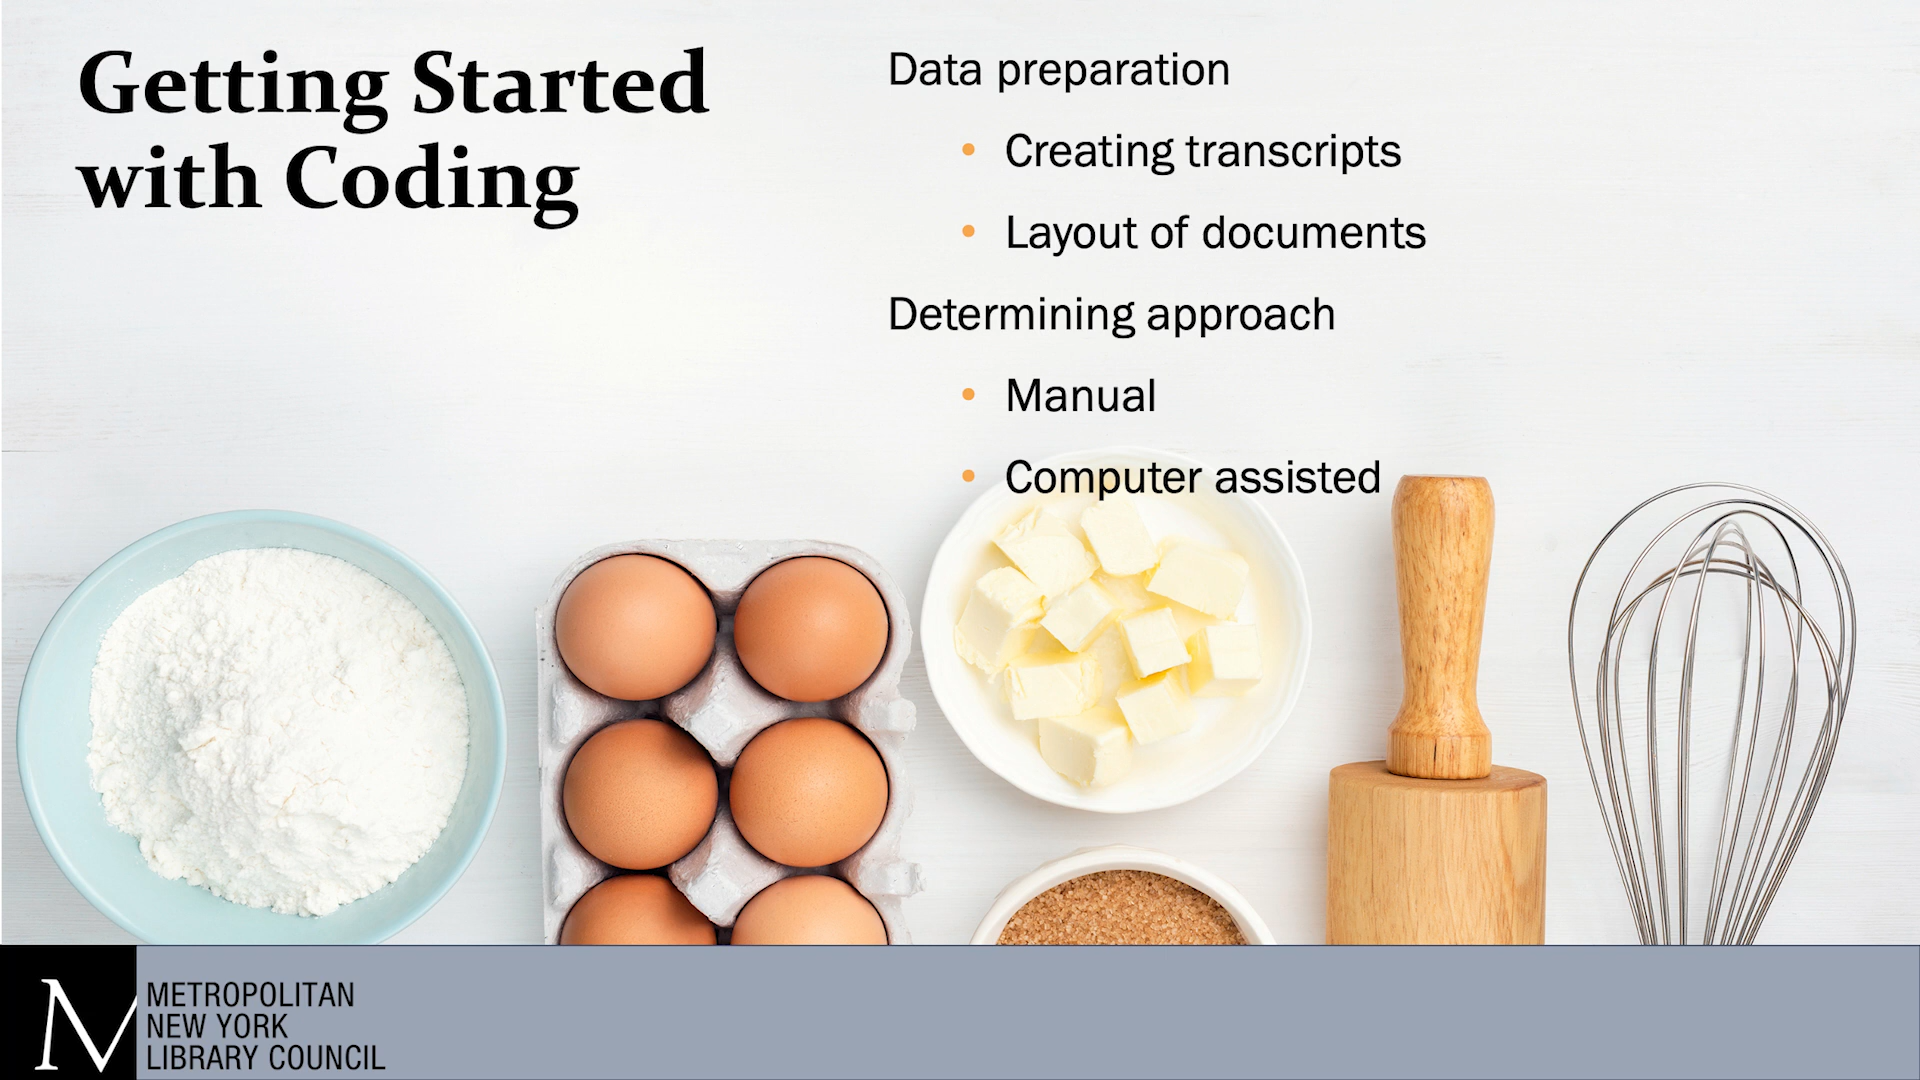 Getting Started
with Coding
Data preparation
• Creating transcripts
• Layout of documents
Determining approach
• Manual
• Computer assisted
M METROPOLITAN
NEW YORK
LIBRARY COUNCIL